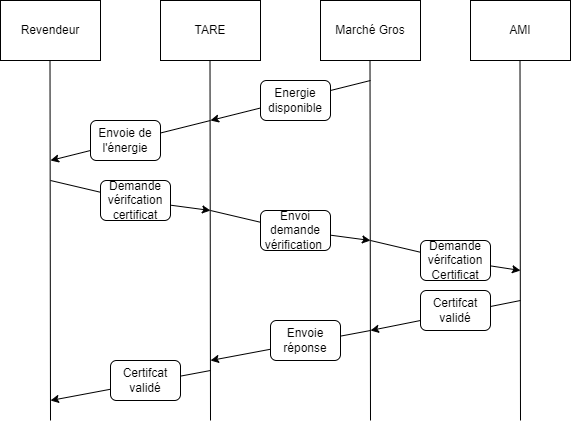 Revendeur
TARE
Marché Gros
AMI
Energie
disponible
Envoie de
l'énergie
Demande
vérifcation
certificat
Envoi
demande
vérification
Demande
vérifcation
Certificat
Certifcat
validé
Envoie
réponse
Certifcat
validé